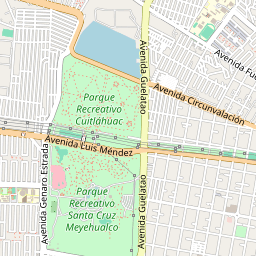 Avenida Guelatao
Avenida Circunvalación
Avenida Fu
Parque
Recreativo
Cuitláhuac
Avenida Luis Méndez
Avenida Genaro Estrada
Parque
Recreativo
Santa Cruz
Meyehualco
Avenida Guelatao